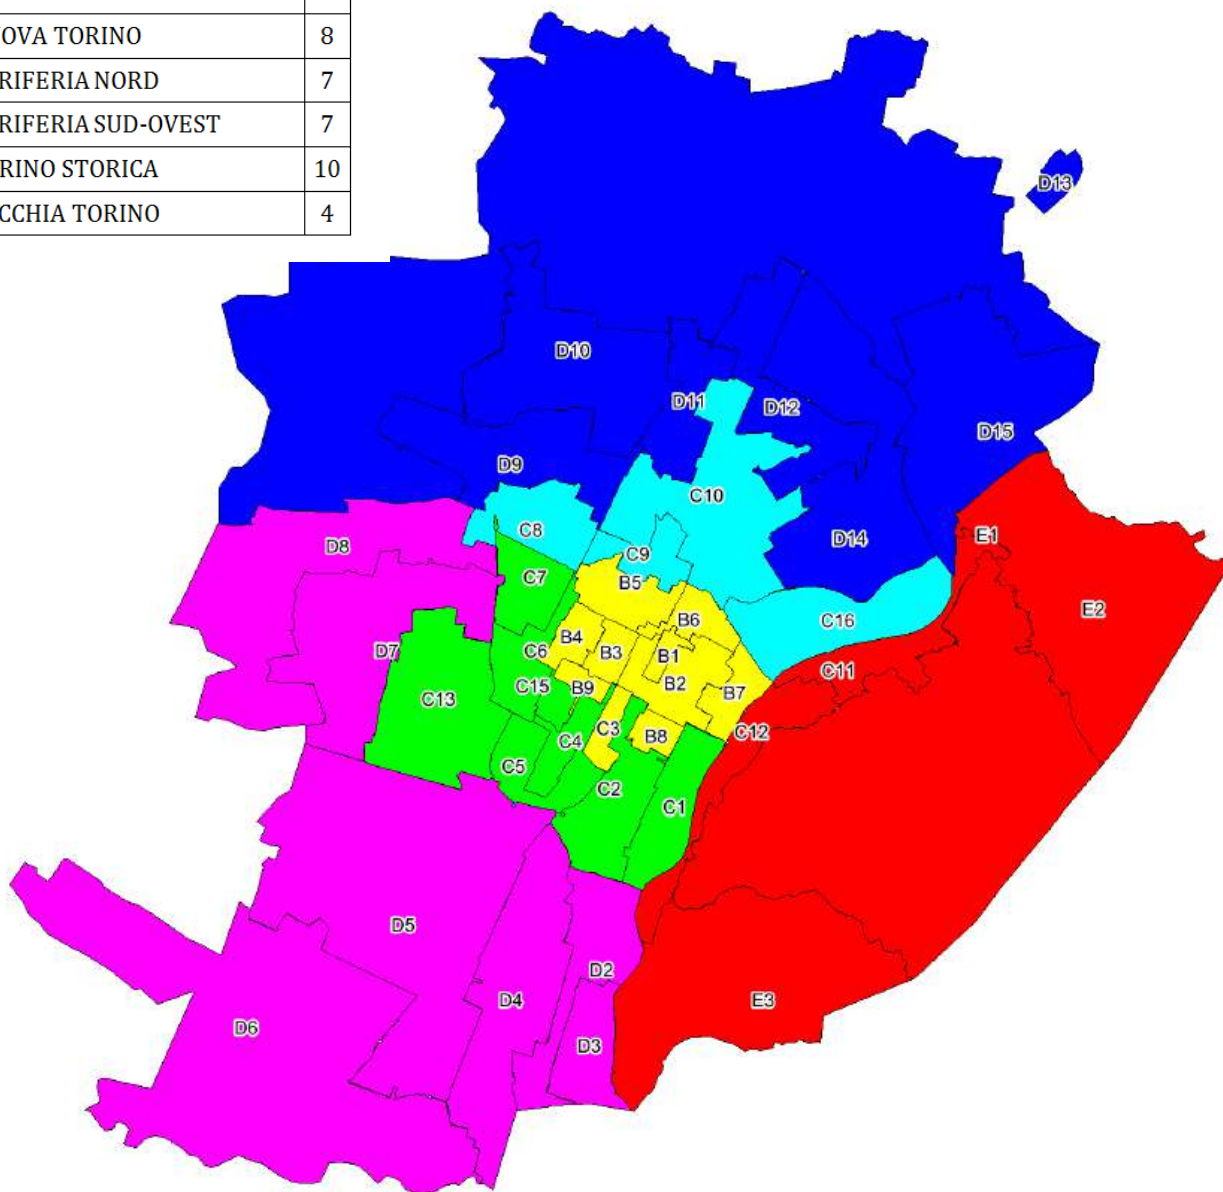 OVA TORINO 8
RIFERIA NORD 7
RIFERIA SUD-OVEST 7
RINO STORICA 10
CCHIA TORINO 4
D13
D10
D11
D12
D15
D9
C10
C8
D14
E1
D8
C9
C7
B5
E2
B6
C16
B4
C6
B3
B1
D7
C11
C15
B9
B2
B7
C13
C3
C12
C4
B8
C5
C2
C1
D5
D2
D4
E3
D6
D3